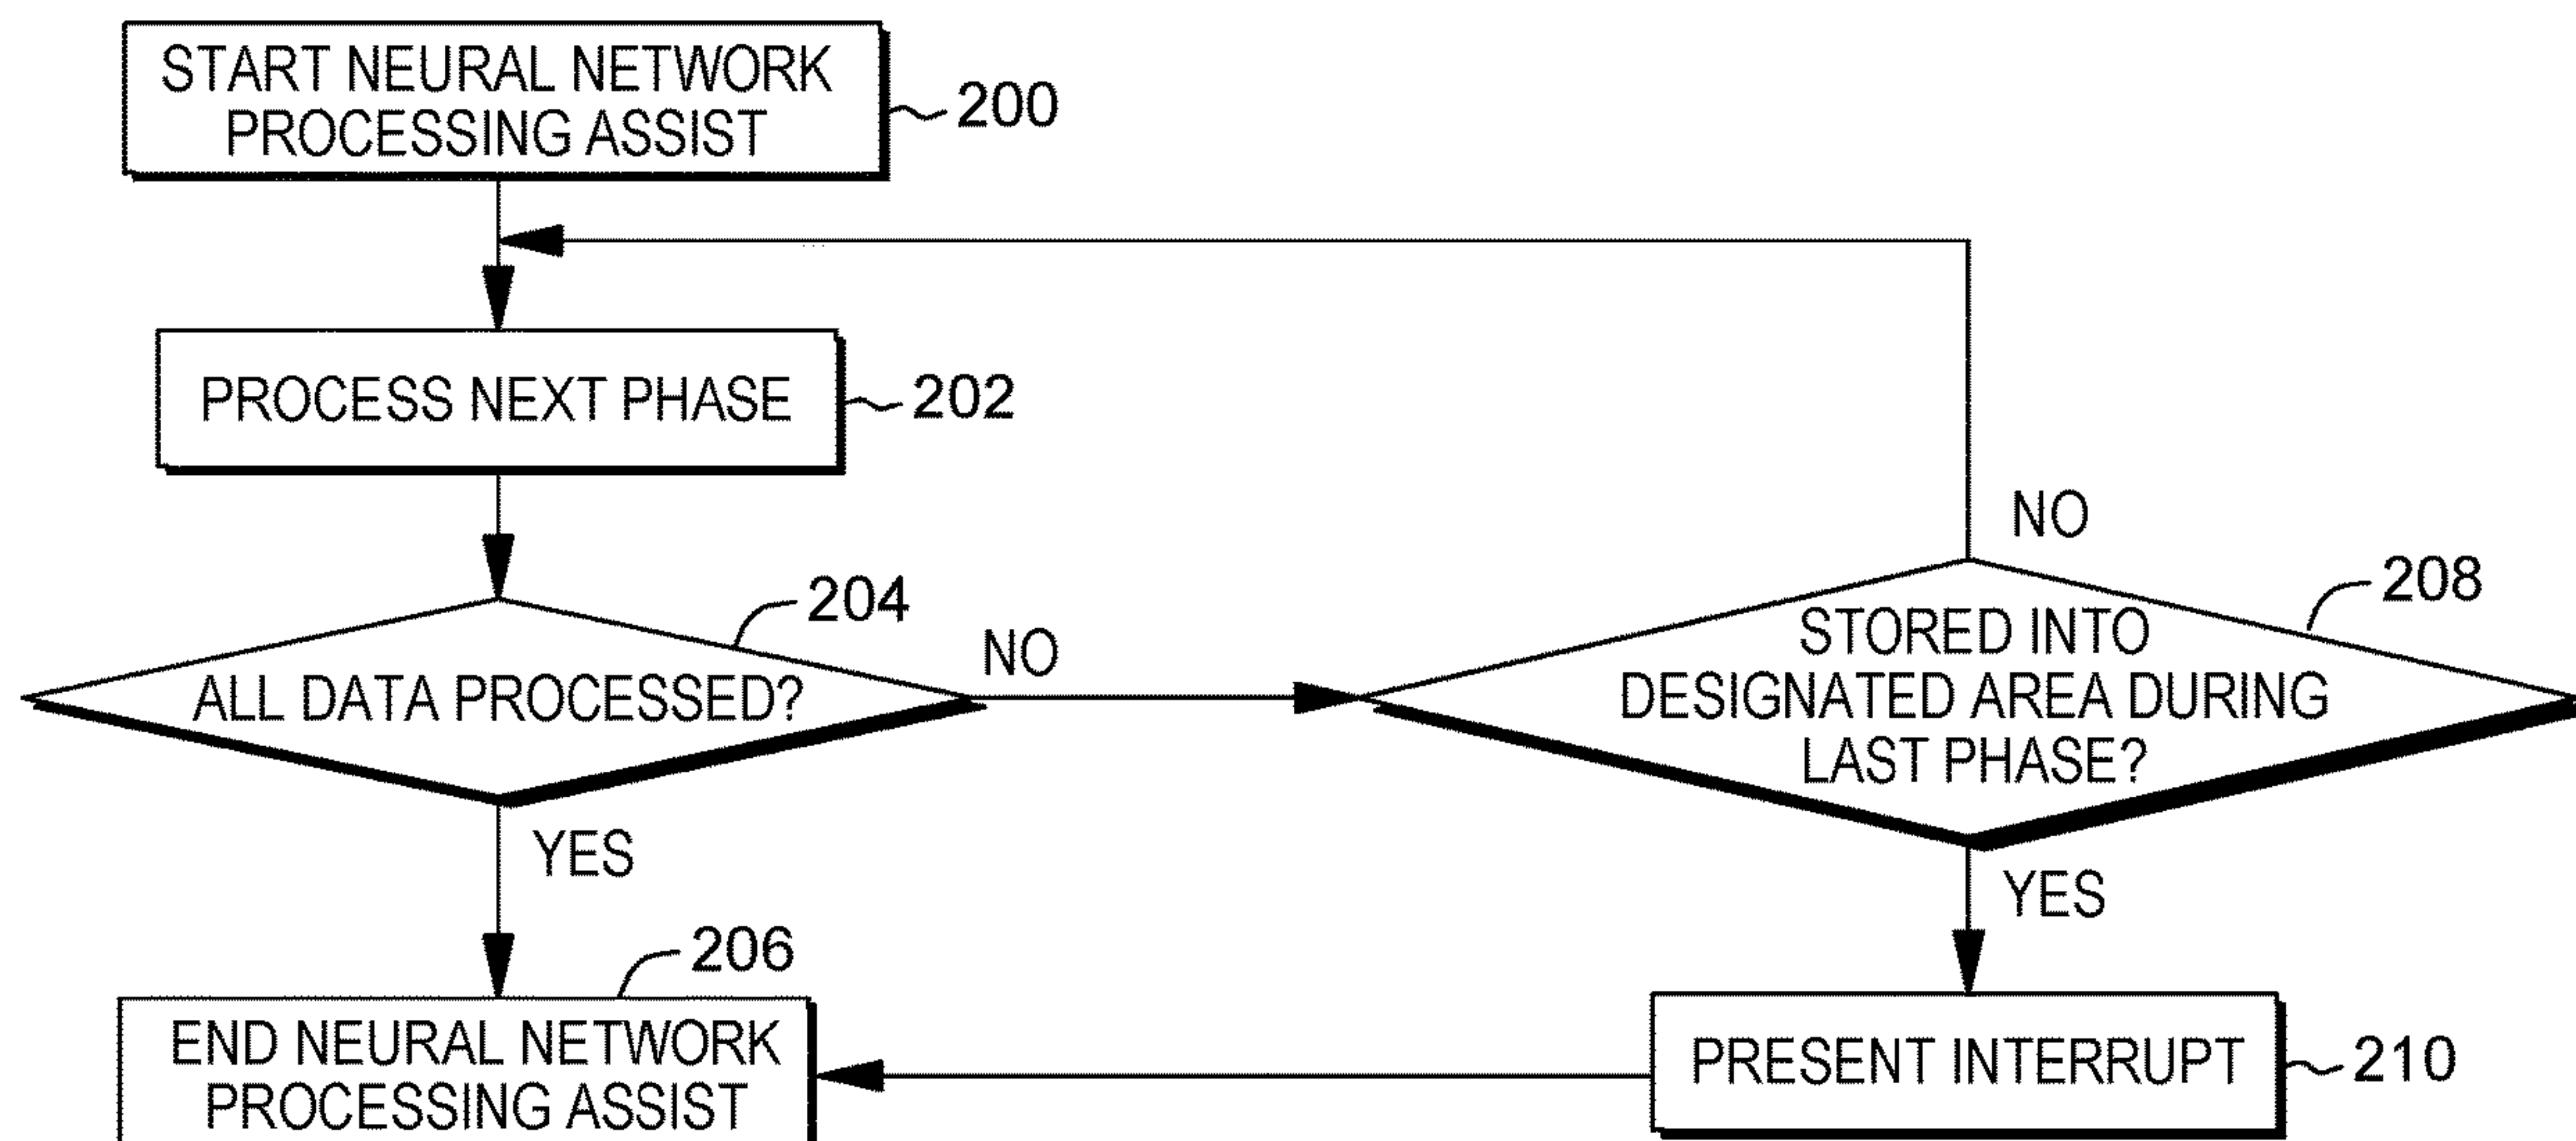 START NEURAL NETWORK
PROCESSING ASSIST
200
PROCESS NEXT PHASE
202
NO
204
208
ALL DATA PROCESSED?
NO
STORED INTO
DESIGNATED AREA DURING
LAST PHASE?
YES
YES
206
END NEURAL NETWORK
PROCESSING ASSIST
PRESENT INTERRUPT
210